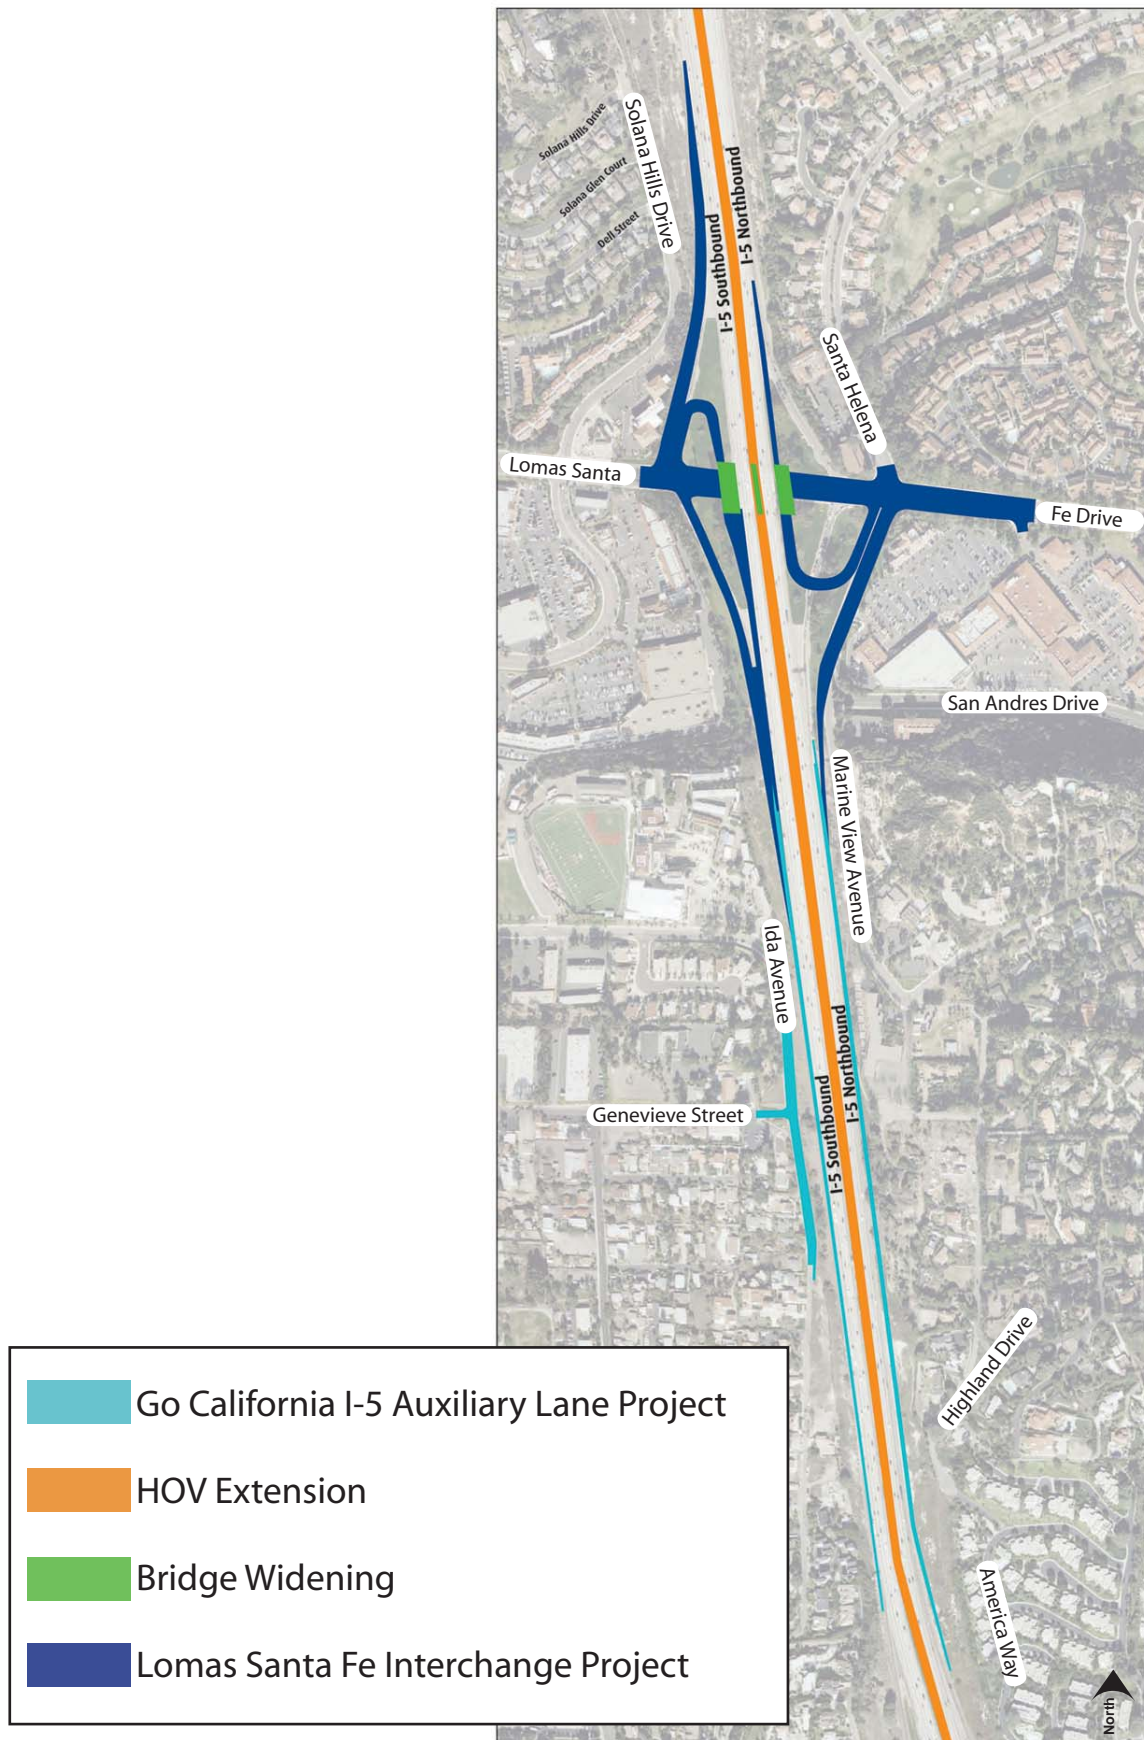 Solana Hills Drive
Solana Hills Drive
Solana Glen Court
Dell Street
I-5 Northbound
I-5 Southbound
Santa Helena
Lomas Santa
Fe Drive
San Andres Drive
Marine View Avenue
Ida Avenue
I-5 Northbound
I-5 Southbound
Genevieve Street
Highland Drive
America Way
North
Go California I-5 Auxiliary Lane Project
HOV Extension
Bridge Widening
Lomas Santa Fe Interchange Project